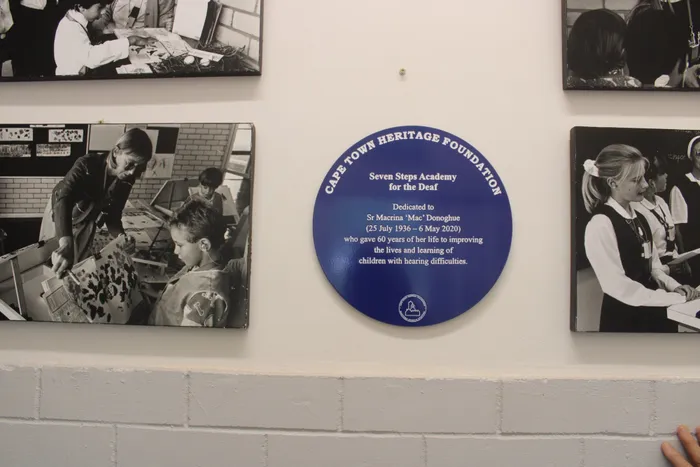 CAPE TOWN HERITAGE FOUNDATION
Seven Steps Academy
for the Deaf
Dedicated to
Sr Macrina ‘Mac’ Donoghue
(25 July 1936 – 6 May 2020)
who gave 60 years of her life to improving
the lives and learning of
children with hearing difficulties.